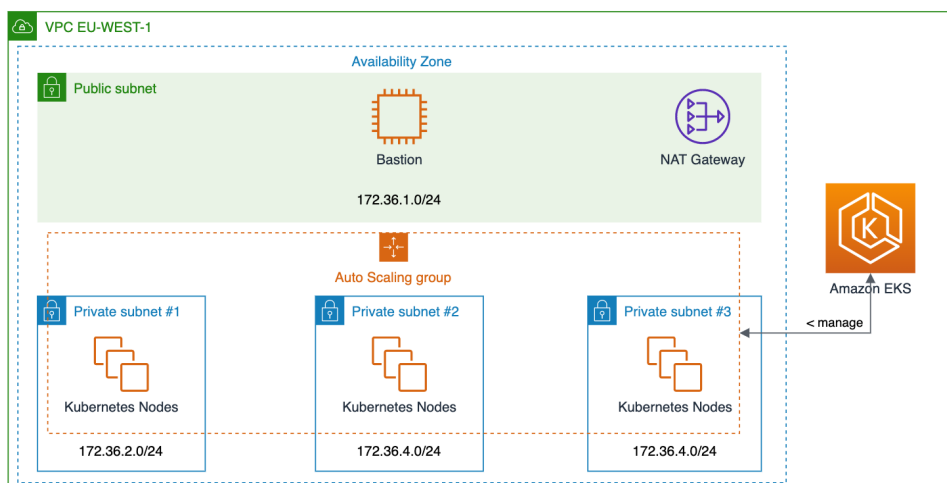 VPC EU-WEST-1
Availability Zone
Public subnet
Bastion
NAT Gateway
172.36.1.0/24
Auto Scaling group
Amazon EKS
Private subnet #1
Private subnet #2
Private subnet #3
< manage
Kubernetes Nodes
Kubernetes Nodes
Kubernetes Nodes
172.36.2.0/24
172.36.4.0/24
172.36.4.0/24